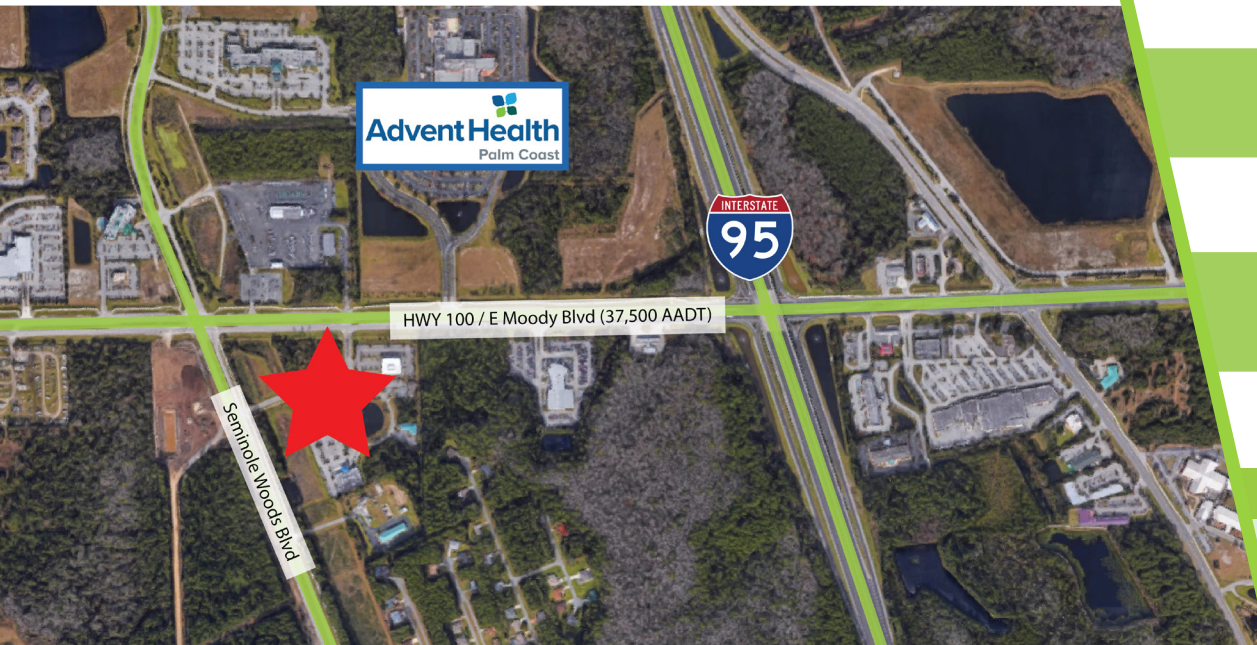 AdventHealth
Palm Coast
INTERSTATE
95
HWY 100 / E Moody Blvd (37,500 AADT)
Seminole Woods Blvd